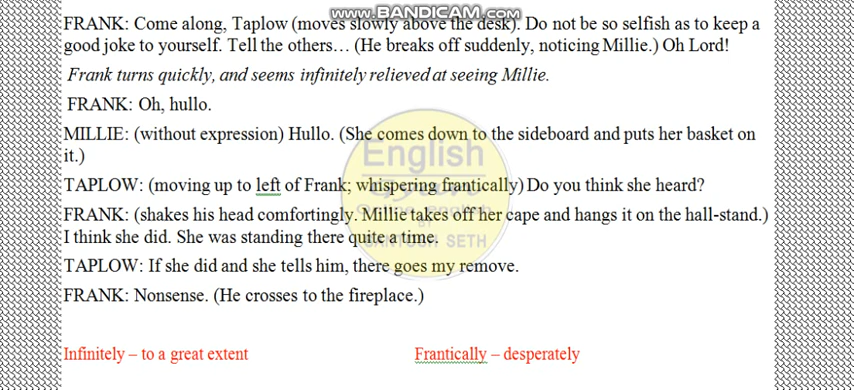 www.BANDICAM.com
FRANK: Come along, Taplow (moves slowly above the desk). Do not be so selfish as to keep a
good joke to yourself. Tell the others… (He breaks off suddenly, noticing Millie.) Oh Lord!
Frank turns quickly, and seems infinitely relieved at seeing Millie.
FRANK: Oh, hullo.
MILLIE: (without expression) Hullo. (She comes down to the sideboard and puts her basket on
it.)
English
TAPLOW: (moving up to left of Frank; whispering frantically) Do you think she heard?
FRANK: (shakes his head comfortingly. Millie takes off her cape and hangs it on the hall-stand.)
I think she did. She was standing there quite a time.
SANTOSH SETH
TAPLOW: If she did and she tells him, there goes my remove.
FRANK: Nonsense. (He crosses to the fireplace.)
Infinitely – to a great extent
Frantically – desperately